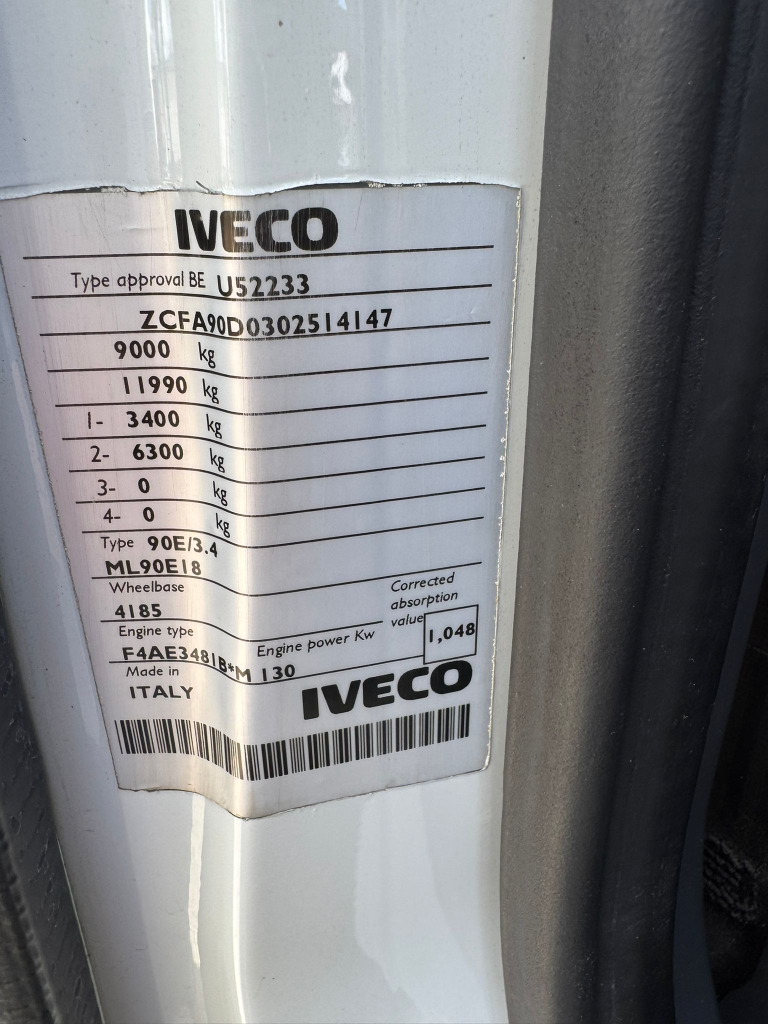 IVECO
Type approval BE U52233
ZCFA90D0302514147
9000 kg
11990 kg
1- 3400 kg
2- 6300 kg
3- 0 kg
4- 0 kg
Type 90E/3.4
ML90E18
Wheelbase
4185
Corrected
absorption
value
1,048
Engine type
F4AE3481B*M
Engine power Kw
130
Made in
ITALY
IVECO